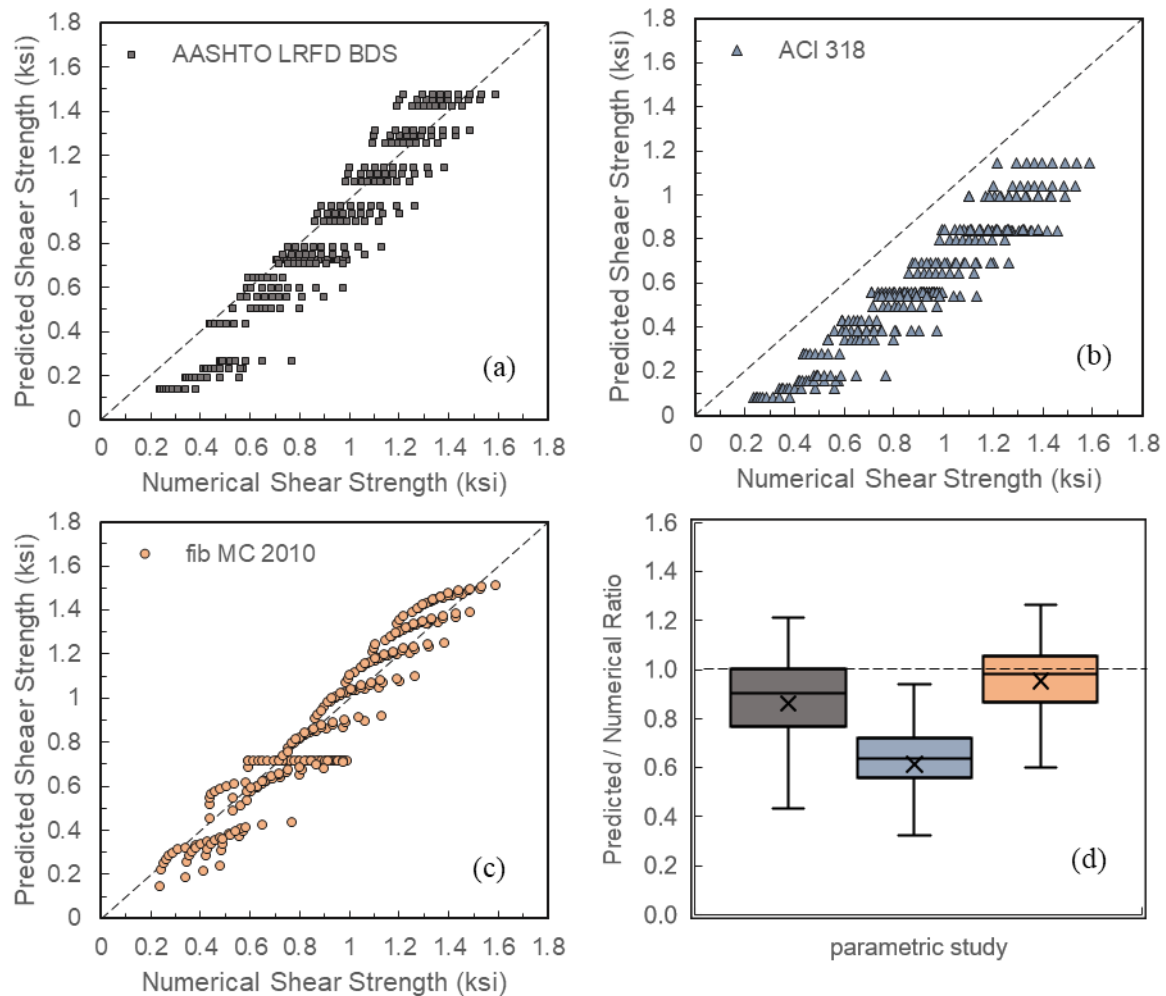 1.8
1.6
1.4
1.2
1
0.8
0.6
0.4
0.2
0
Predicted Sheaer Strength (ksi)
AASHTO LRFD BDS
(a)
0 0.2 0.4 0.6 0.8 1 1.2 1.4 1.6 1.8
Numerical Shear Strength (ksi)
1.8
1.6
1.4
1.2
1
0.8
0.6
0.4
0.2
0
Predicted Shear Strength (ksi)
ACI 318
(b)
0 0.2 0.4 0.6 0.8 1 1.2 1.4 1.6 1.8
Numerical Shear Strength (ksi)
1.8
1.6
1.4
1.2
1
0.8
0.6
0.4
0.2
0
Predicted Sheaer Strength (ksi)
fib MC 2010
(c)
0 0.2 0.4 0.6 0.8 1 1.2 1.4 1.6 1.8
Numerical Shear Strength (ksi)
1.6
1.4
1.2
1.0
0.8
0.6
0.4
0.2
0.0
Predicted / Numerical Ratio
(d)
parametric study